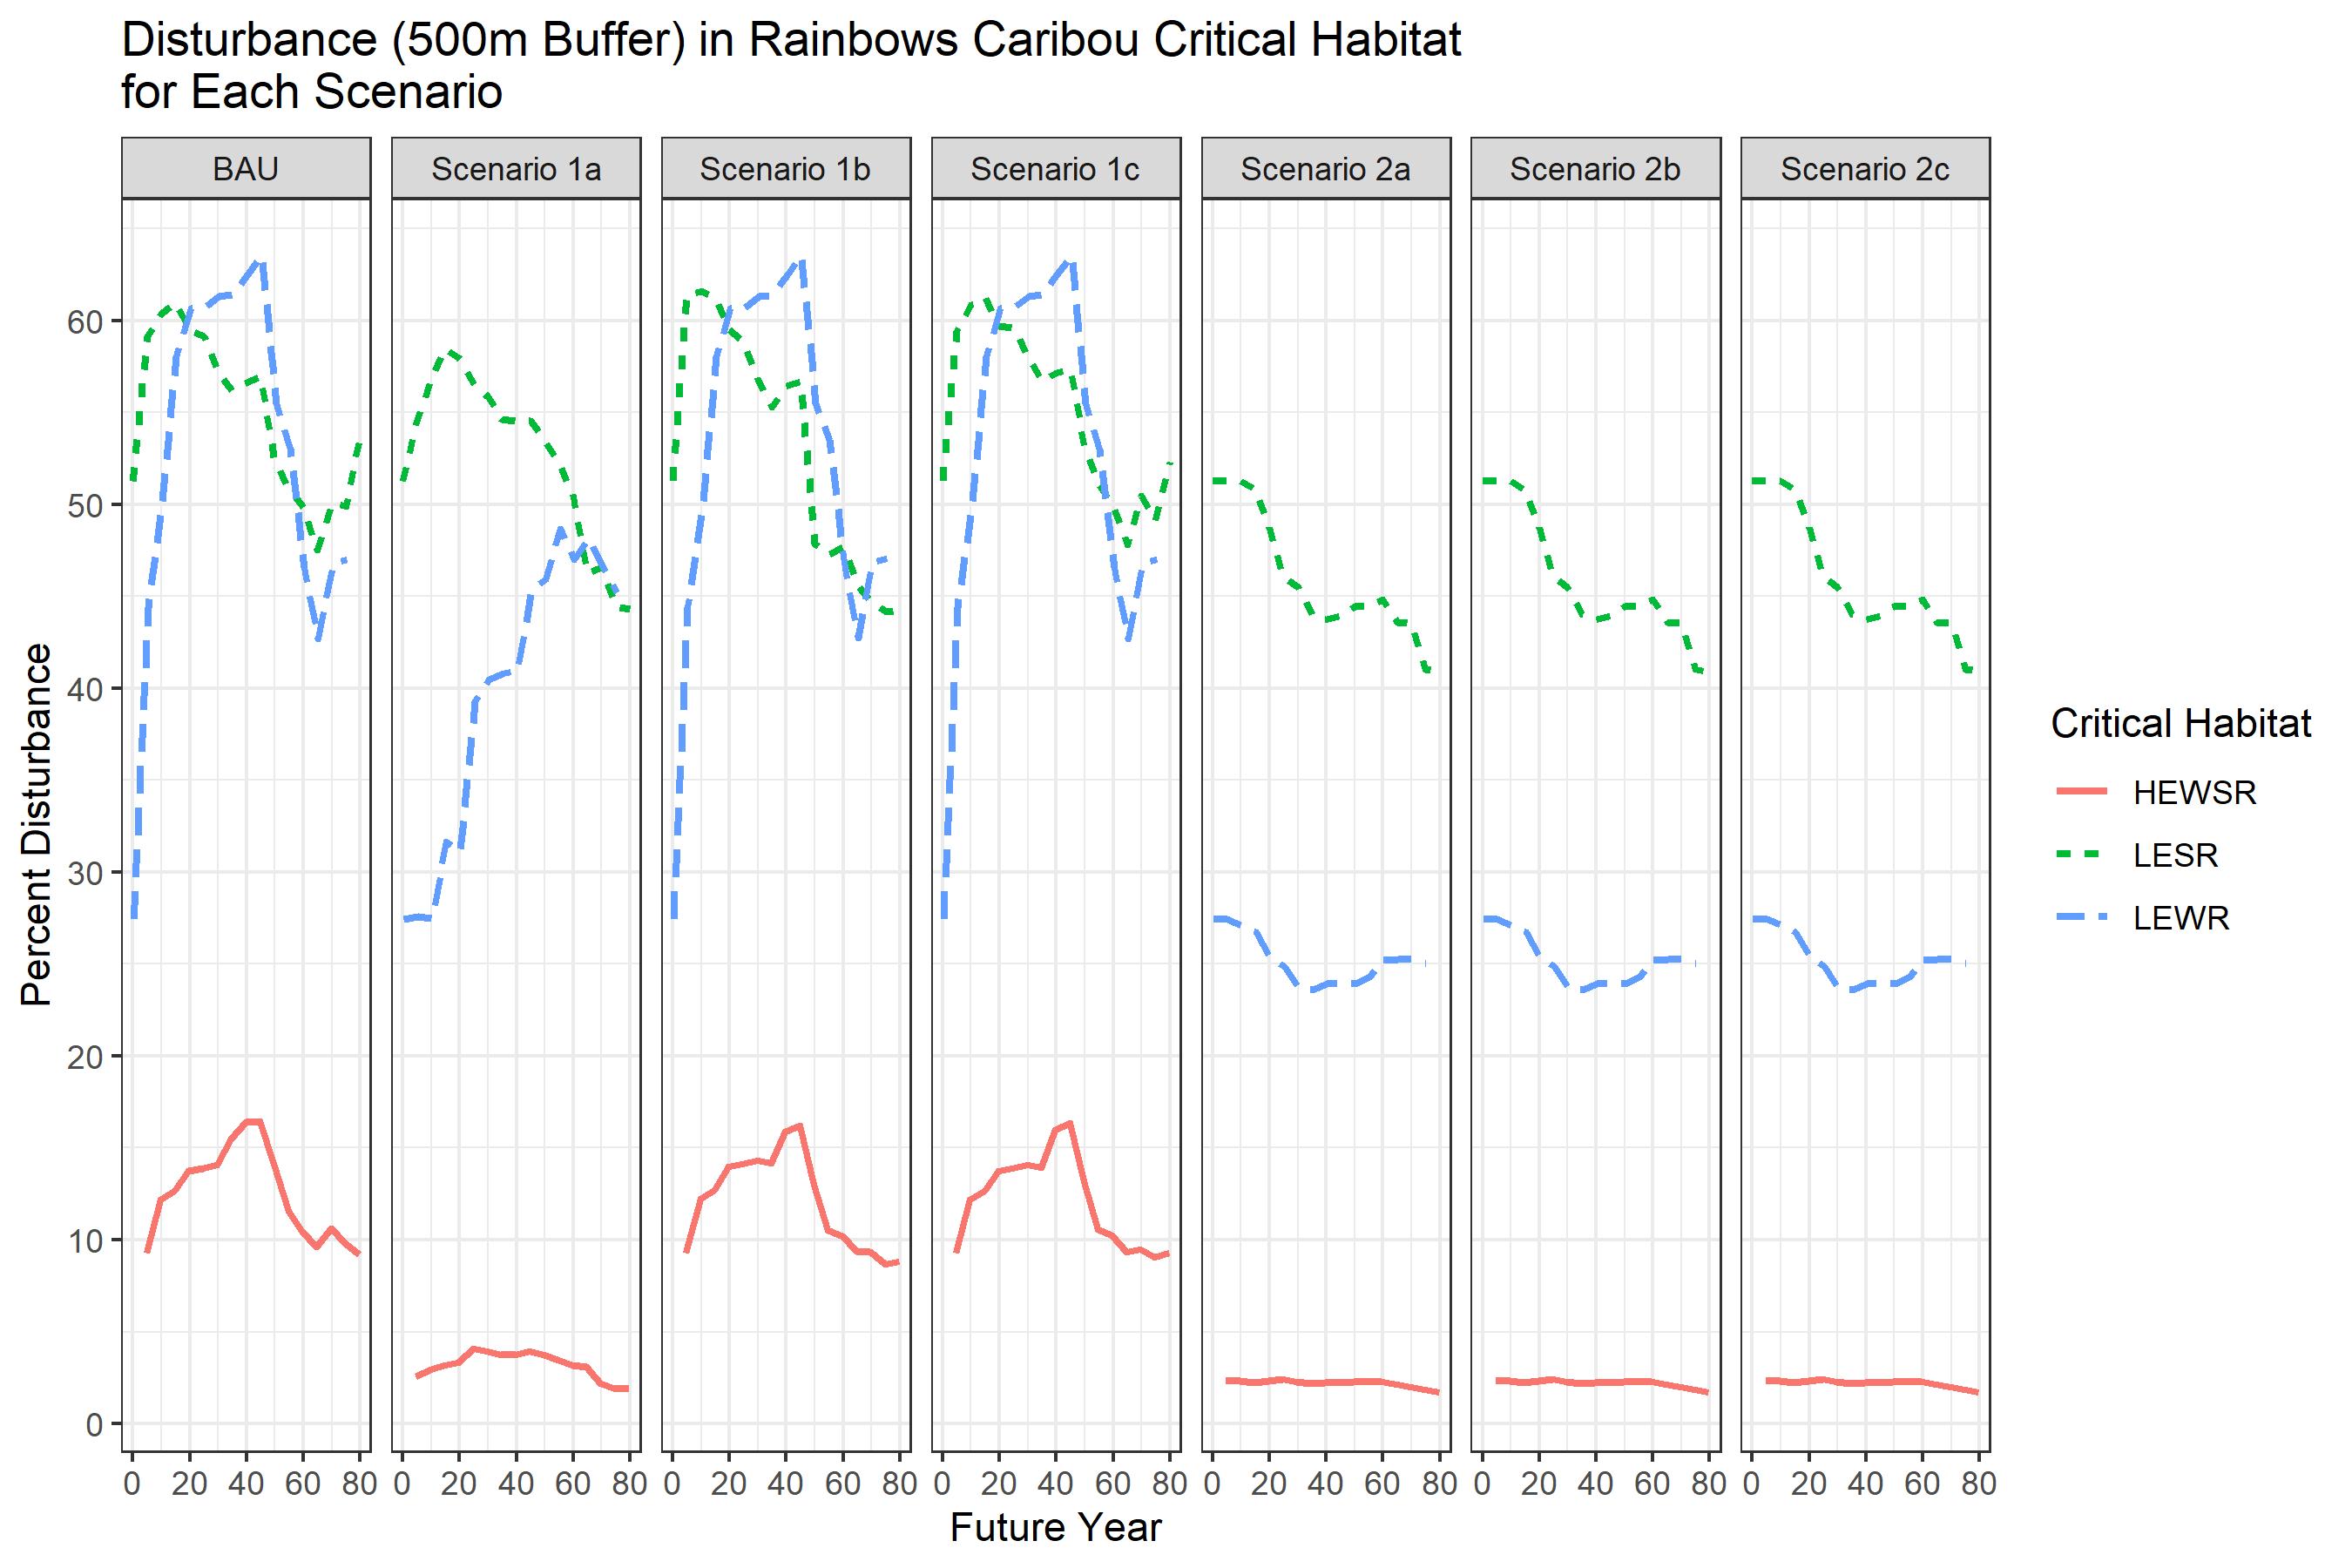 Disturbance (500m Buffer) in Rainbows Caribou Critical Habitat
for Each Scenario
BAU
Scenario 1a
Scenario 1b
Scenario 1c
Scenario 2a
Scenario 2b
Scenario 2c
Percent Disturbance
60
50
40
30
20
10
0
0 20 40 60 80
0 20 40 60 80
0 20 40 60 80
0 20 40 60 80
0 20 40 60 80
0 20 40 60 80
0 20 40 60 80
Future Year
Critical Habitat
HEWSR
LESR
LEWR